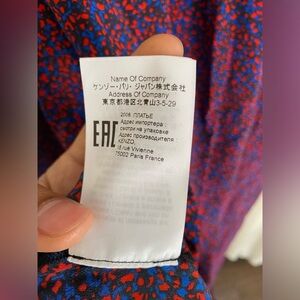 Name Of Company
ケンゾー・パリ・ジャパン株式会社
Address Of Company
東京都港区北青山3-5-29
EAC
2006. ПЛАТЬЕ
Адрес импортера :
смотри на упаковке
Адрес производителя :
KENZO,
18 rue Vivienne
75002 Paris France